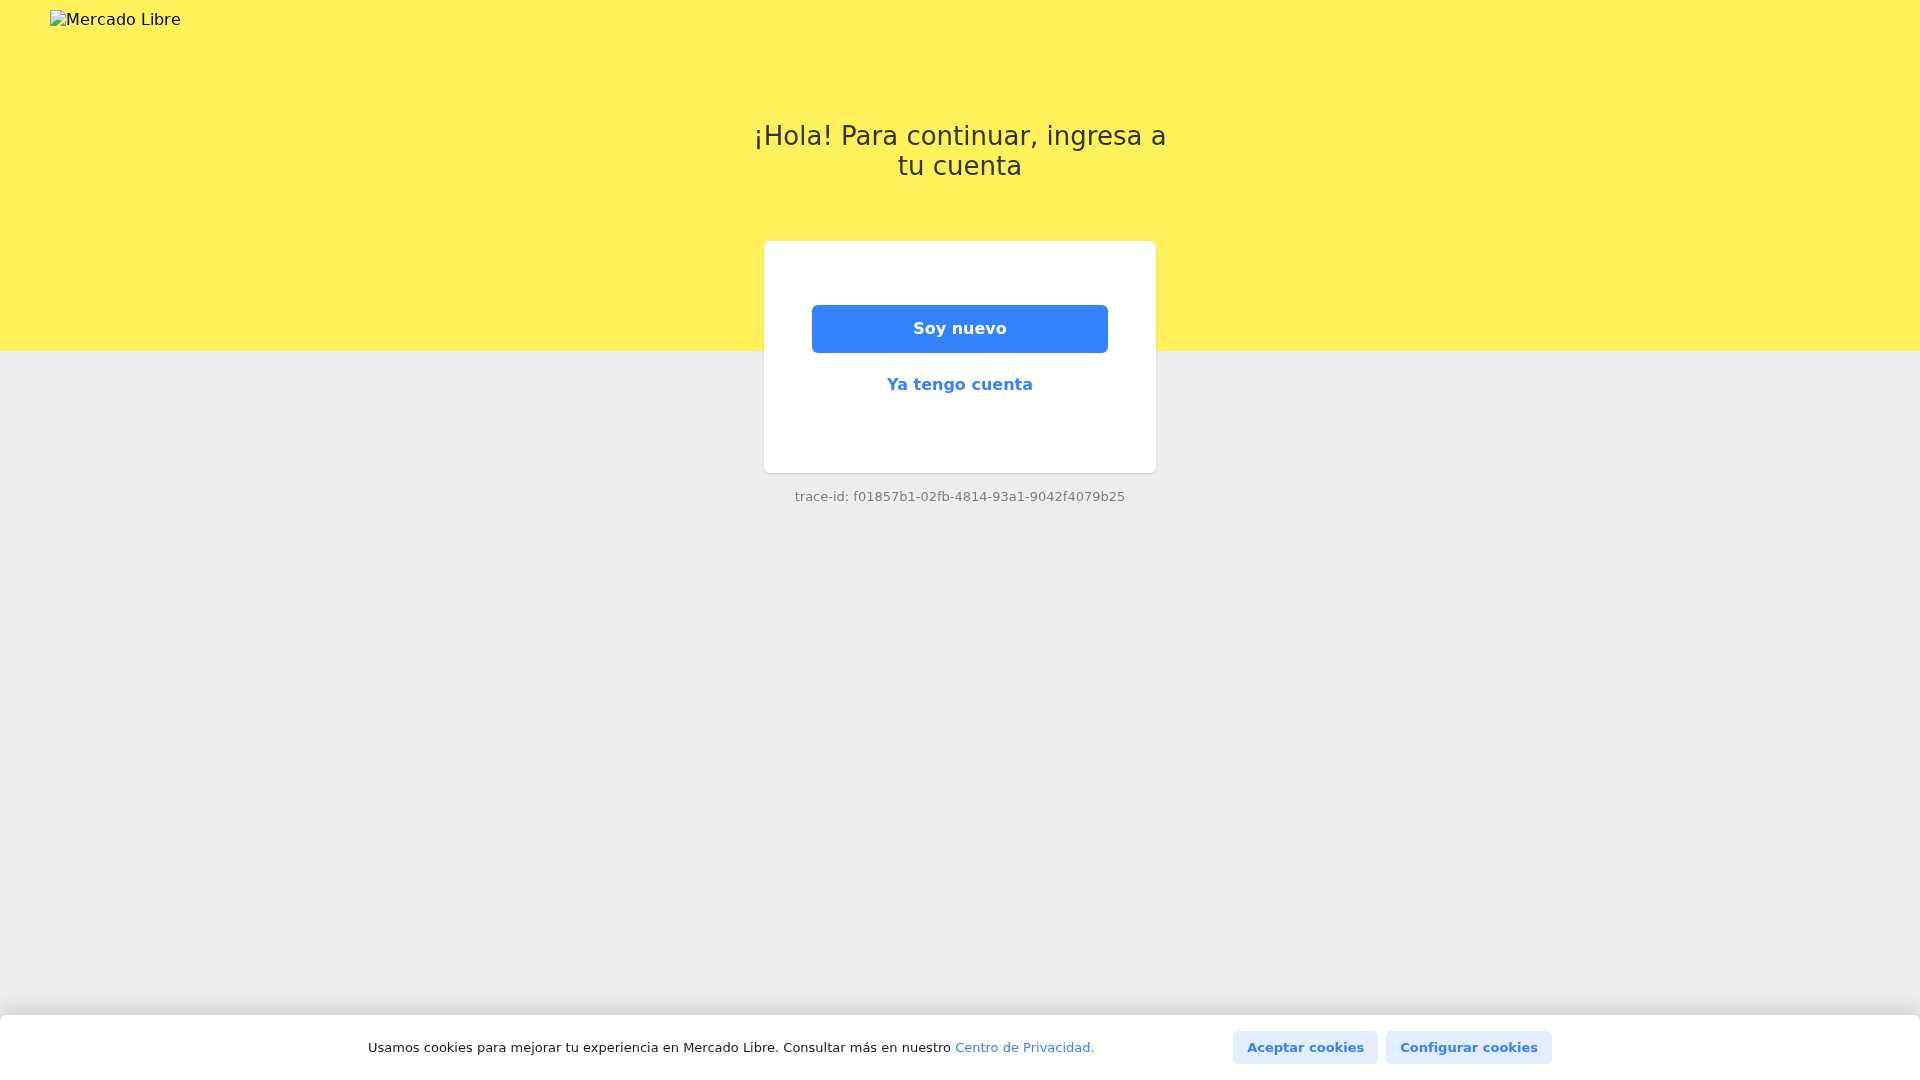 Mercado Libre
¡Hola! Para continuar, ingresa a
tu cuenta
Soy nuevo
Ya tengo cuenta
trace-id: f01857b1-02fb-4814-93a1-9042f4079b25
Usamos cookies para mejorar tu experiencia en Mercado Libre. Consultar más en nuestro Centro de Privacidad.
Aceptar cookies
Configurar cookies